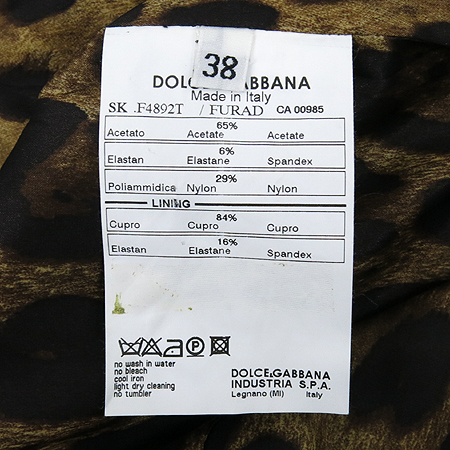 38
DOLCE&GABBANA
Made in Italy
SK .F4892T / FURAD CA 00985
65%
Acetato Acetate Acetate
6%
Elastan Elastane Spandex
29%
Poliammidica Nylon Nylon
LINING
84%
Cupro Cupro Cupro
16%
Elastan Elastane Spandex
no wash in water
no bleach
cool iron
light dry cleaning
no tumbler
DOLCE&GABBANA
INDUSTRIA S.P.A.
Legnano (MI) Italy